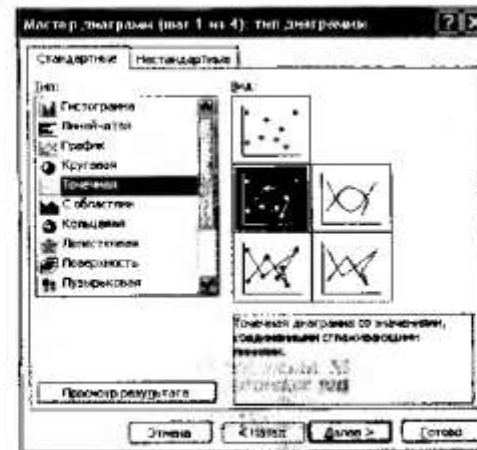 Мастер диаграмм (шаг 1 из 4): тип диаграммы
Стандартные
Нестандартные
Тип:
Гистограмма
Линейчатая
График
Круговая
Точечная
С областями
Кольцевая
Лепестковая
Поверхность
Пузырьковая
Вид:
Точечная диаграмма со значениями,
соединенными сглаживающими
линиями.
Просмотр результата
Отмена
< Назад
Далее >
Готово